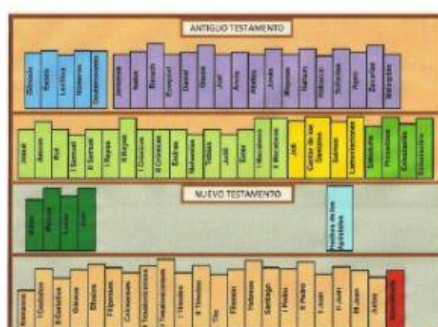 ANTIGUO TESTAMENTO
Génesis
Éxodo
Levítico
Números
Deuteronomio
Jeremías
Isaías
Baruch
Ezequiel
Daniel
Oseas
Joel
Amós
Abdías
Jonás
Miqueas
Nahum
Habacuc
Sofonías
Ageo
Zacarías
Malaquías
Josué
Jueces
Rut
I Samuel
II Samuel
I Reyes
II Reyes
I Crónicas
II Crónicas
Esdras
Nehemías
Tobías
Judit
Ester
I Macabeos
II Macabeos
Job
Cantar de los
Cantares
Salmos
Lamentaciones
Sabiduría
Proverbios
Eclesiastés
Eclesiástico
NUEVO TESTAMENTO
Mateo
Marcos
Lucas
Juan
Hechos de los
Apóstoles
Romanos
I Corintios
II Corintios
Gálatas
Efesios
Filipenses
Colosenses
I Tesalonicenses
II Tesalonicenses
I Timoteo
II Timoteo
Tito
Filemón
Hebreos
Santiago
I Pedro
II Pedro
I Juan
II Juan
III Juan
Judas
Apocalipsis